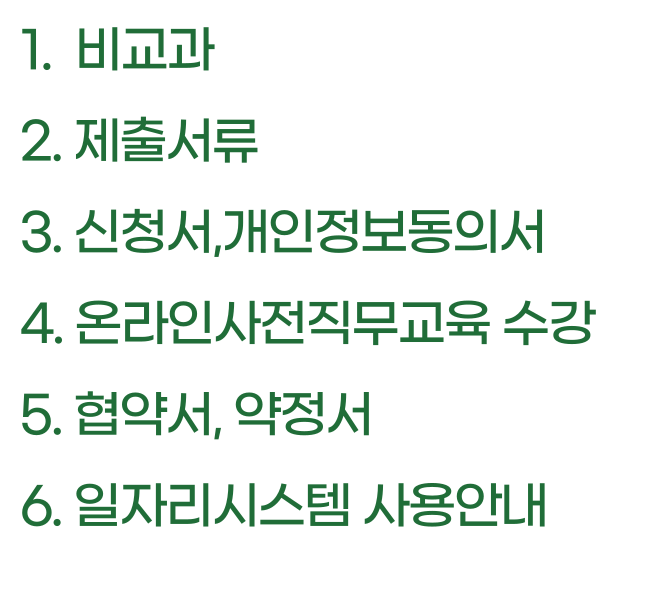 1. 비교과
2. 제출서류
3. 신청서,개인정보동의서
4. 온라인사전직무교육 수강
5. 협약서, 약정서
6. 일자리시스템 사용안내